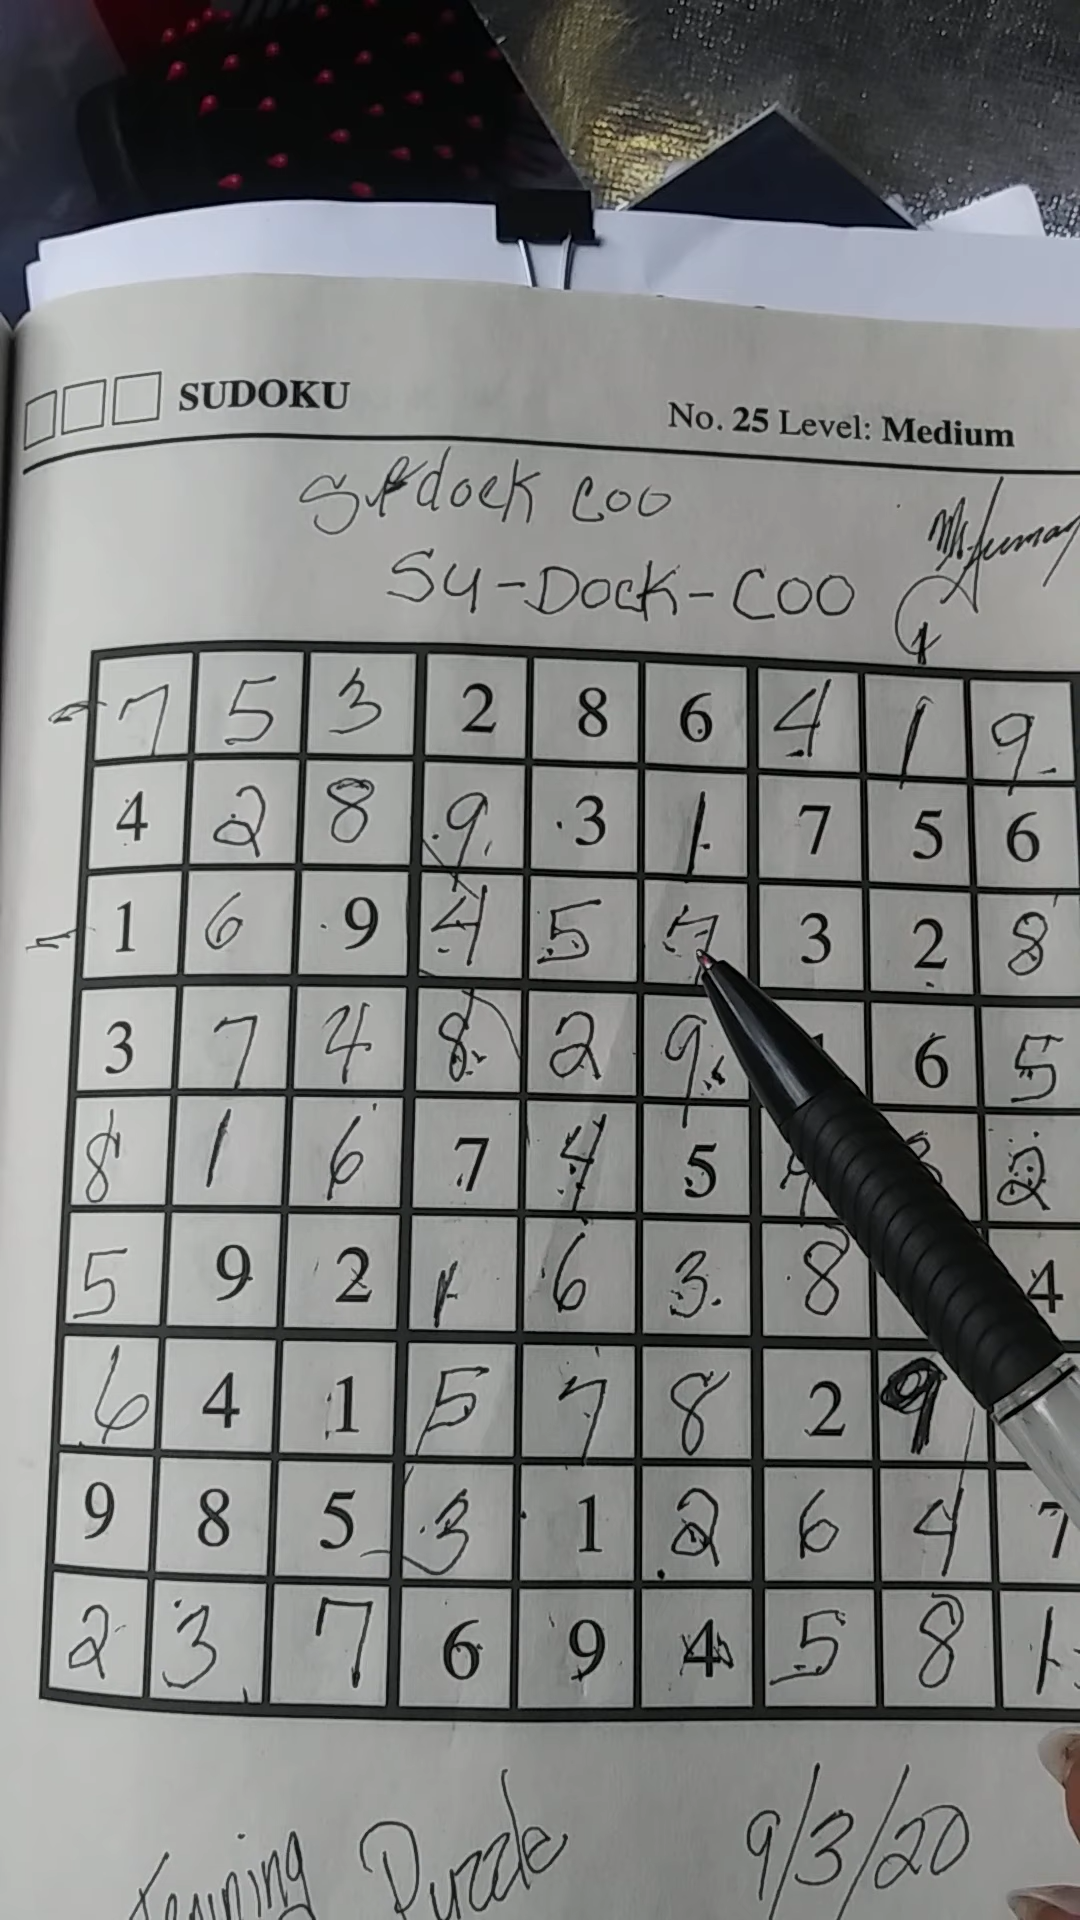 SUDOKU
No. 25 Level: Medium
Sudock coo
Su-Dock-Coo
7 5 3 2 8 6 4 1 9
4 2 8 9 3 1 7 5 6
1 6 9 4 5 7 3 2 8
3 7 4 8 2 9 6 5
8 1 6 7 4 5 2
5 9 2 1 6 3 8 4
6 4 1 5 7 8 2 9
9 8 5 3 1 2 6 4 7
2 3 7 6 9 4 5 8 1
Training Puzzle 9/3/20